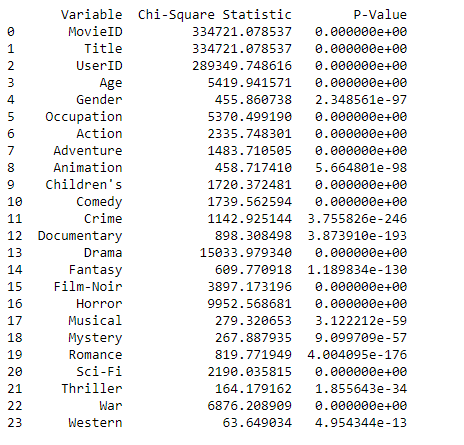 Variable Chi-Square Statistic P-Value
0 MovieID 334721.078537 0.000000e+00
1 Title 334721.078537 0.000000e+00
2 UserID 289349.748616 0.000000e+00
3 Age 5419.941571 0.000000e+00
4 Gender 455.860738 2.348561e-97
5 Occupation 5370.499190 0.000000e+00
6 Action 2335.748301 0.000000e+00
7 Adventure 1483.710505 0.000000e+00
8 Animation 458.717410 5.664801e-98
9 Children's 1720.372481 0.000000e+00
10 Comedy 1739.562594 0.000000e+00
11 Crime 1142.925144 3.755826e-246
12 Documentary 898.308498 3.873910e-193
13 Drama 15033.979340 0.000000e+00
14 Fantasy 609.770918 1.189834e-130
15 Film-Noir 3897.173196 0.000000e+00
16 Horror 9952.568681 0.000000e+00
17 Musical 279.320653 3.122212e-59
18 Mystery 267.887935 9.099709e-57
19 Romance 819.771949 4.004095e-176
20 Sci-Fi 2190.035815 0.000000e+00
21 Thriller 164.179162 1.855643e-34
22 War 6876.208909 0.000000e+00
23 Western 63.649034 4.954344e-13